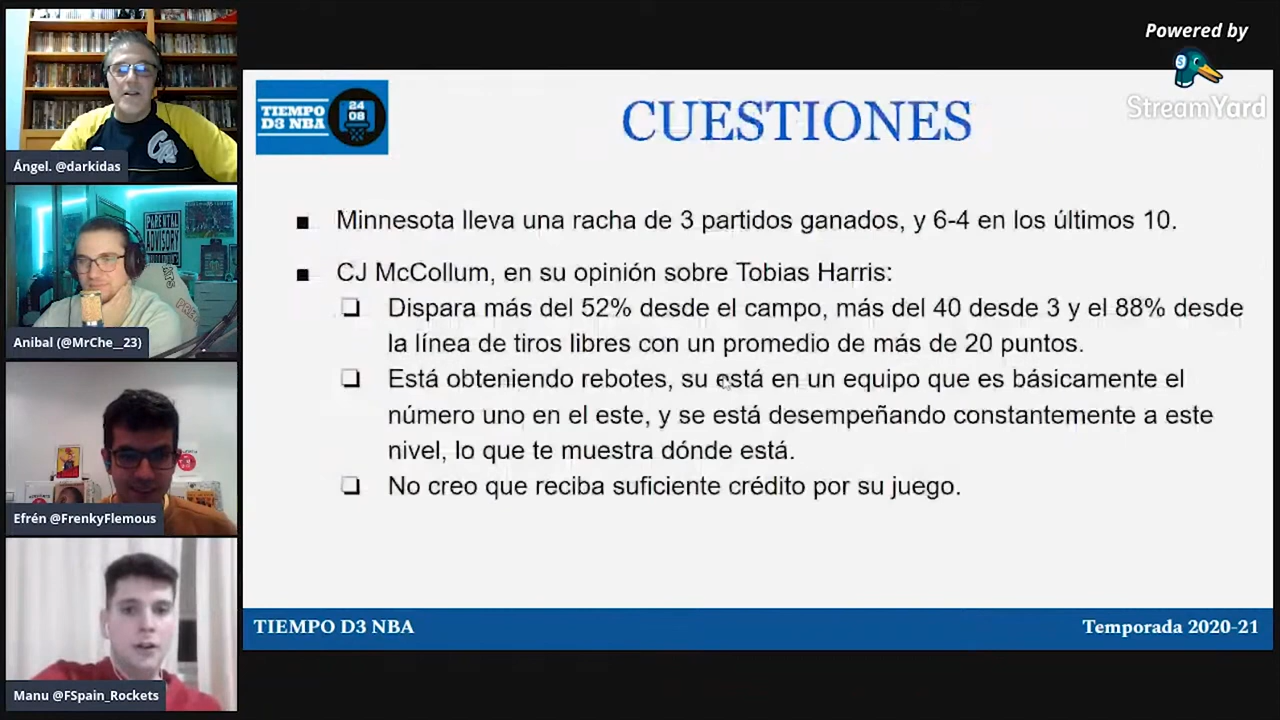 Powered by
StreamYard
TIEMPO
D3 NBA
24
08
CUESTIONES
Minnesota lleva una racha de 3 partidos ganados, y 6-4 en los últimos 10.
CJ McCollum, en su opinión sobre Tobias Harris:
Dispara más del 52% desde el campo, más del 40 desde 3 y el 88% desde
la línea de tiros libres con un promedio de más de 20 puntos.
Está obteniendo rebotes, su está en un equipo que es básicamente el
número uno en el este, y se está desempeñando constantemente a este
nivel, lo que te muestra dónde está.
No creo que reciba suficiente crédito por su juego.
TIEMPO D3 NBA
Temporada 2020-21
Ángel. @darkidas
PARENTAL
ADVISORY
Anibal (@MrChe__23)
Efrén @FrenkyFlemous
Manu @FSpain_Rockets